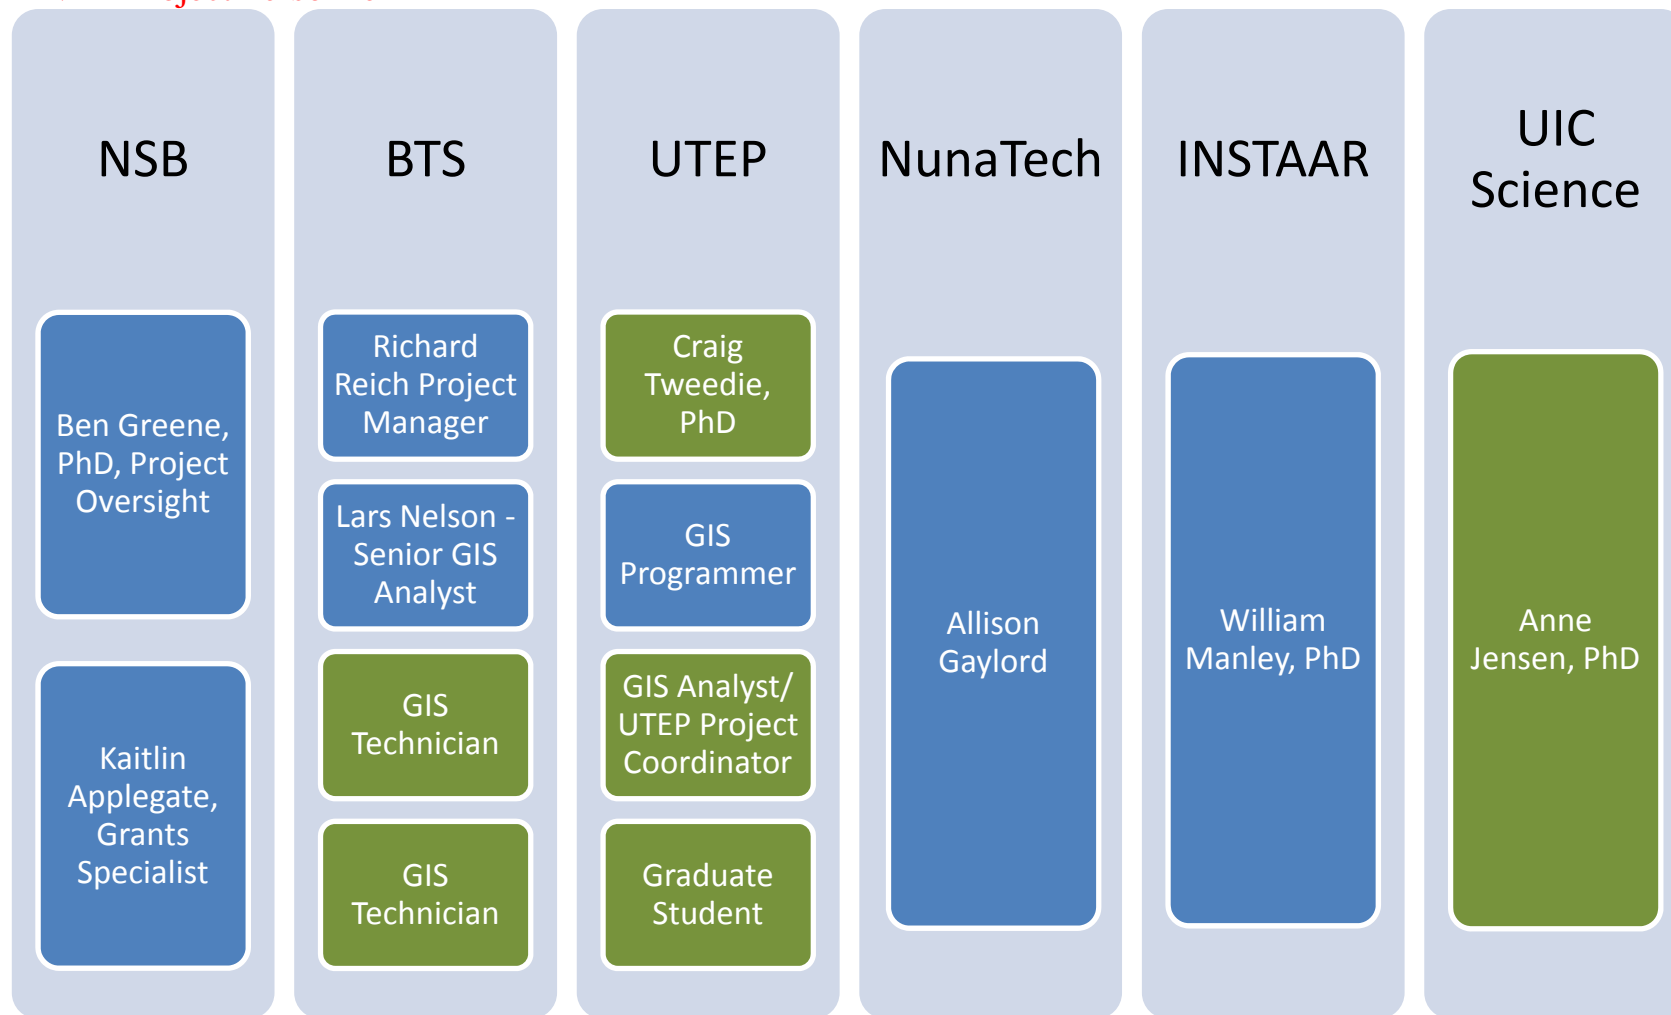 NSB
Ben Greene,
PhD, Project
Oversight
Kaitlin
Applegate,
Grants
Specialist
BTS
Richard
Reich Project
Manager
Lars Nelson -
Senior GIS
Analyst
GIS
Technician
GIS
Technician
UTEP
Craig
Tweedie,
PhD
GIS
Programmer
GIS Analyst/
UTEP Project
Coordinator
Graduate
Student
NunaTech
Allison
Gaylord
INSTAAR
William
Manley, PhD
UIC
Science
Anne
Jensen, PhD